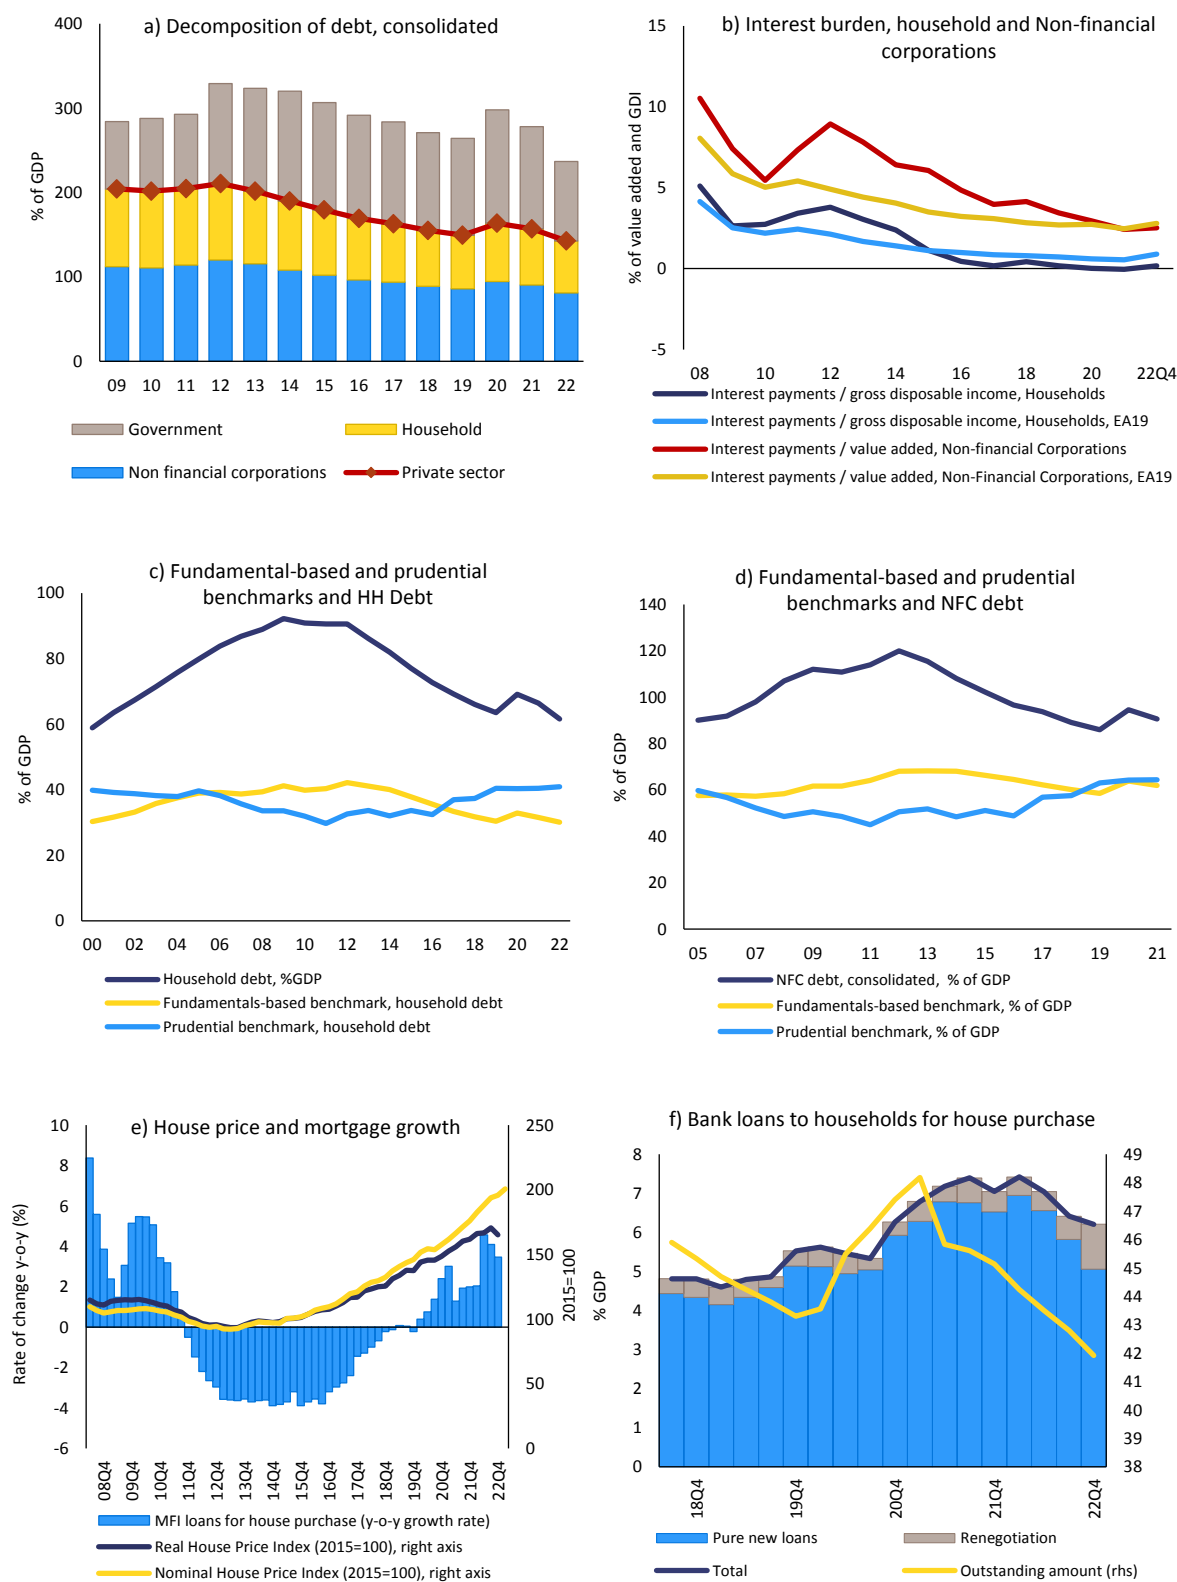 a) Decomposition of debt, consolidated
% of GDP
400
300
200
100
0
09 10 11 12 13 14 15 16 17 18 19 20 21 22
Government
Household
Non financial corporations
Private sector
b) Interest burden, household and Non-financial
corporations
% of value added and GDI
15
10
5
0
-5
08 10 12 14 16 18 20 22Q4
Interest payments / gross disposable income, Households
Interest payments / gross disposable income, Households, EA19
Interest payments / value added, Non-financial Corporations
Interest payments / value added, Non-Financial Corporations, EA19
c) Fundamental-based and prudential
benchmarks and HH Debt
% of GDP
100
80
60
40
20
0
00 02 04 06 08 10 12 14 16 18 20 22
Household debt, %GDP
Fundamentals-based benchmark, household debt
Prudential benchmark, household debt
d) Fundamental-based and prudential
benchmarks and NFC debt
% of GDP
140
120
100
80
60
40
20
0
05 07 09 11 13 15 17 19 21
NFC debt, consolidated, % of GDP
Fundamentals-based benchmark, % of GDP
Prudential benchmark, % of GDP
e) House price and mortgage growth
Rate of change y-o-y (%)
10
8
6
4
2
0
-2
-4
-6
250
200
150
100
50
0
2015=100
08Q4 09Q4 10Q4 11Q4 12Q4 13Q4 14Q4 15Q4 16Q4 17Q4 18Q4 19Q4 20Q4 21Q4 22Q4
MFI loans for house purchase (y-o-y growth rate)
Real House Price Index (2015=100), right axis
Nominal House Price Index (2015=100), right axis
f) Bank loans to households for house purchase
% GDP
8
7
6
5
4
3
2
1
0
49
48
47
46
45
44
43
42
41
40
39
38
18Q4 19Q4 20Q4 21Q4 22Q4
Pure new loans
Renegotiation
Total
Outstanding amount (rhs)